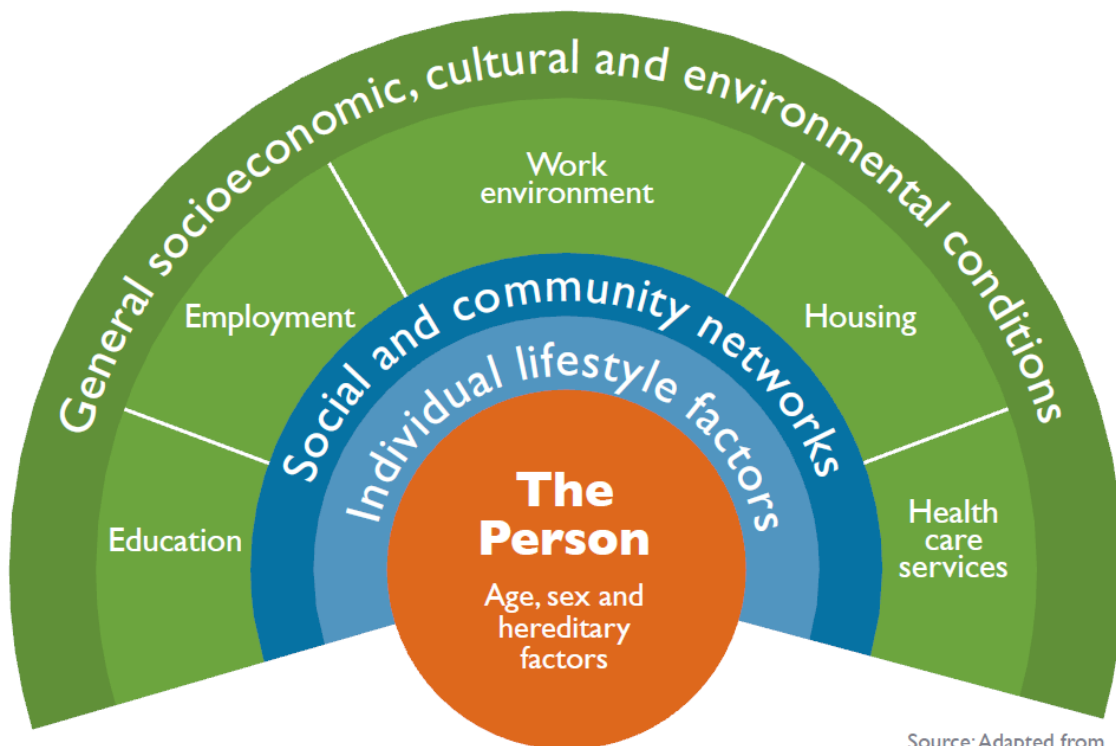 General socioeconomic, cultural and environmental conditions
Work
environment
Employment
Housing
Social and community networks
Individual lifestyle factors
Education
Health
care
services
The
Person
Age, sex and
hereditary
factors
Source: Adapted from